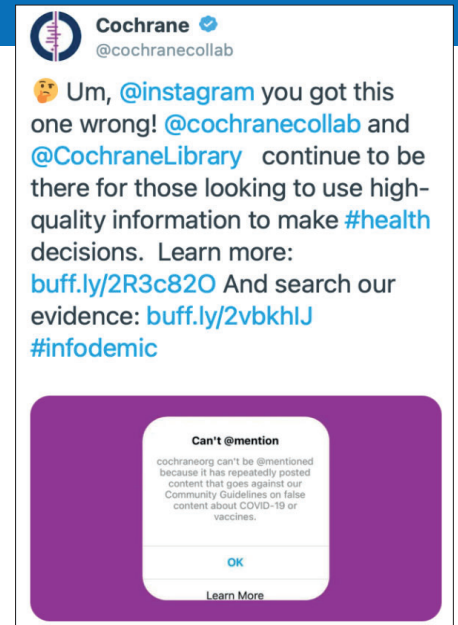 Cochrane
@cochranecollab
Um, @instagram you got this
one wrong! @cochranecollab and
@CochraneLibrary continue to be
there for those looking to use high-
quality information to make #health
decisions. Learn more:
buff.ly/2R3c82O And search our
evidence: buff.ly/2vbkhIJ
#infodemic
Can't @mention
cochraneorg can't be @mentioned
because it has repeatedly posted
content that goes against our
Community Guidelines on false
content about COVID-19 or
vaccines.
OK
Learn More